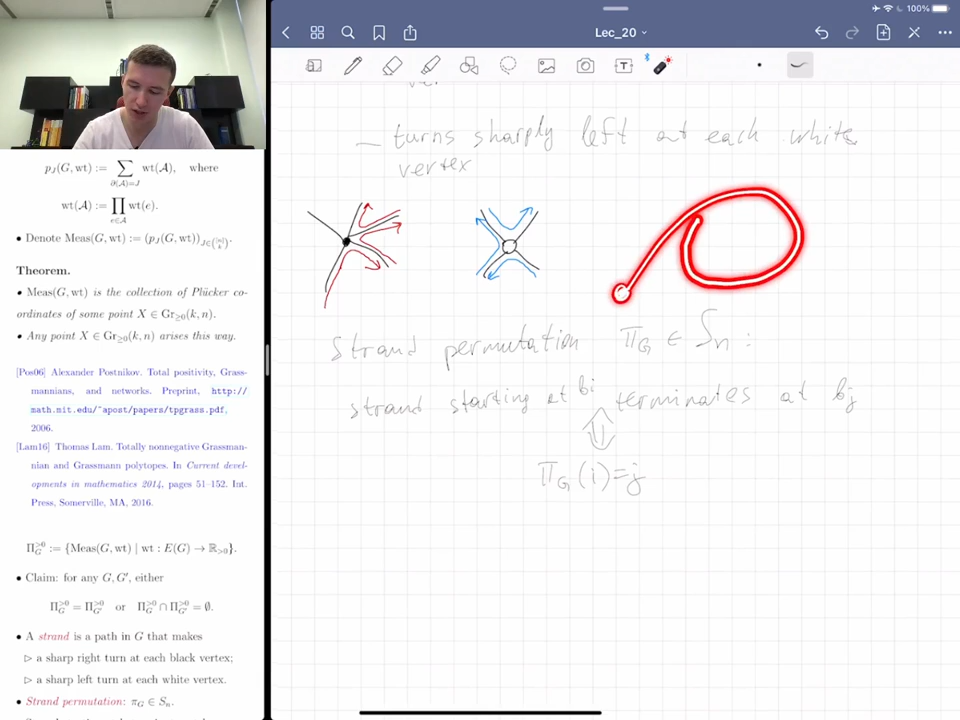 p_J(G, wt) := ∑_{∂(A)=J} wt(A), where
wt(A) := ∏_{e∈A} wt(e).
• Denote Meas(G, wt) := (p_J(G, wt))_{J∈([n] k)}.
Theorem.
• Meas(G, wt) is the collection of Plücker co-
ordinates of some point X ∈ Gr≥0(k, n).
• Any point X ∈ Gr≥0(k, n) arises this way.
[Pos06] Alexander Postnikov. Total positivity, Grass-
mannians, and networks. Preprint, http://
math.mit.edu/~apost/papers/tpgrass.pdf,
2006.
[Lam16] Thomas Lam. Totally nonnegative Grassman-
nian and Grassmann polytopes. In Current devel-
opments in mathematics 2014, pages 51–152. Int.
Press, Somerville, MA, 2016.
Π_G^{>0} := {Meas(G, wt) | wt : E(G) → ℝ_{>0}}.
• Claim: for any G, G′, either
Π_G^{>0} = Π_{G′}^{>0} or Π_G^{>0} ∩ Π_{G′}^{>0} = ∅.
• A strand is a path in G that makes
▷ a sharp right turn at each black vertex;
▷ a sharp left turn at each white vertex.
• Strand permutation: π_G ∈ S_n.
100%
Lec_20
T
— turns sharply left at each white
vertex
Strand permutation π_G ∈ S_n :
strand starting at b_i terminates at b_j
⇕
π_G(i)=j